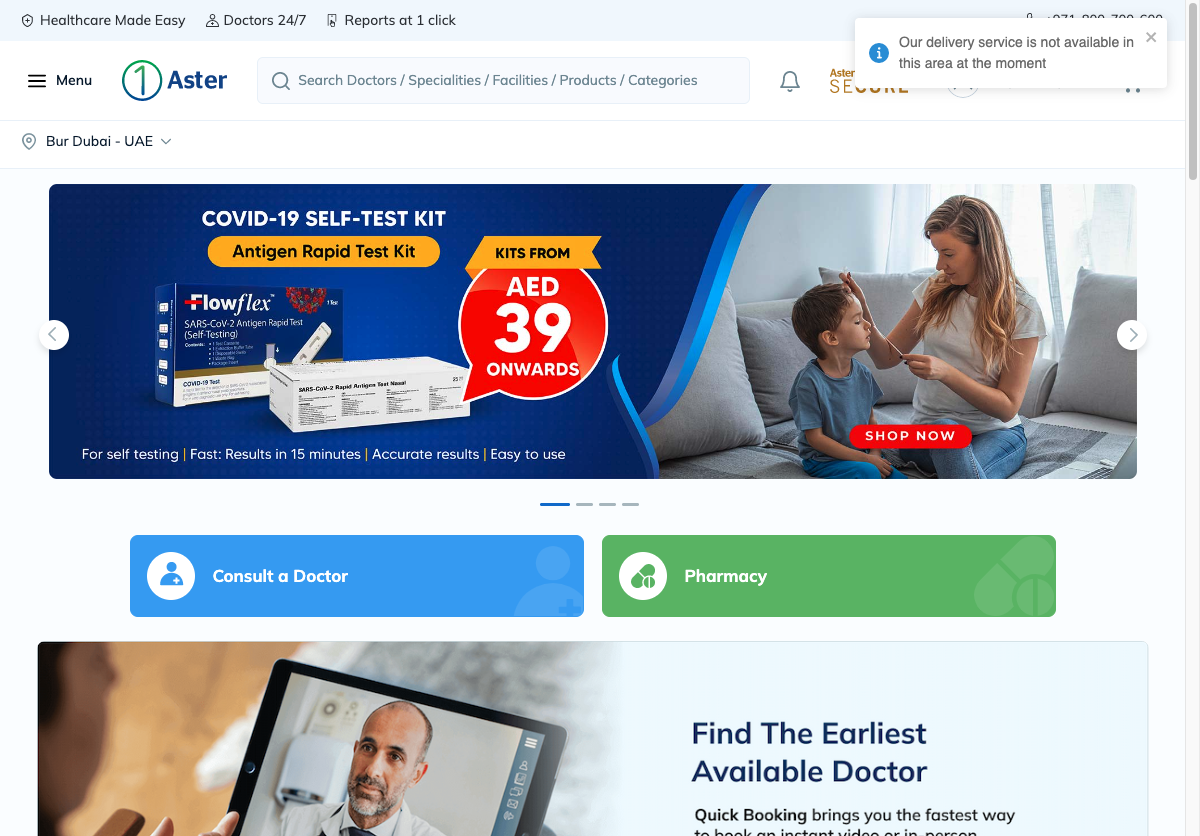 Healthcare Made Easy
Doctors 24/7
Reports at 1 click
Our delivery service is not available in
this area at the moment
Menu
1 Aster
Search Doctors / Specialities / Facilities / Products / Categories
Aster
SECURE
Bur Dubai - UAE
COVID-19 SELF-TEST KIT
Antigen Rapid Test Kit
KITS FROM
AED
39
ONWARDS
Flowflex™
1 Test
SARS-CoV-2 Antigen Rapid Test
(Self-Testing)
COVID-19 Test
SARS-CoV-2 Rapid Antigen Test Nasal
SHOP NOW
For self testing | Fast: Results in 15 minutes | Accurate results | Easy to use
Consult a Doctor
Pharmacy
Find The Earliest
Available Doctor
Quick Booking brings you the fastest way
to book an instant video or in-person